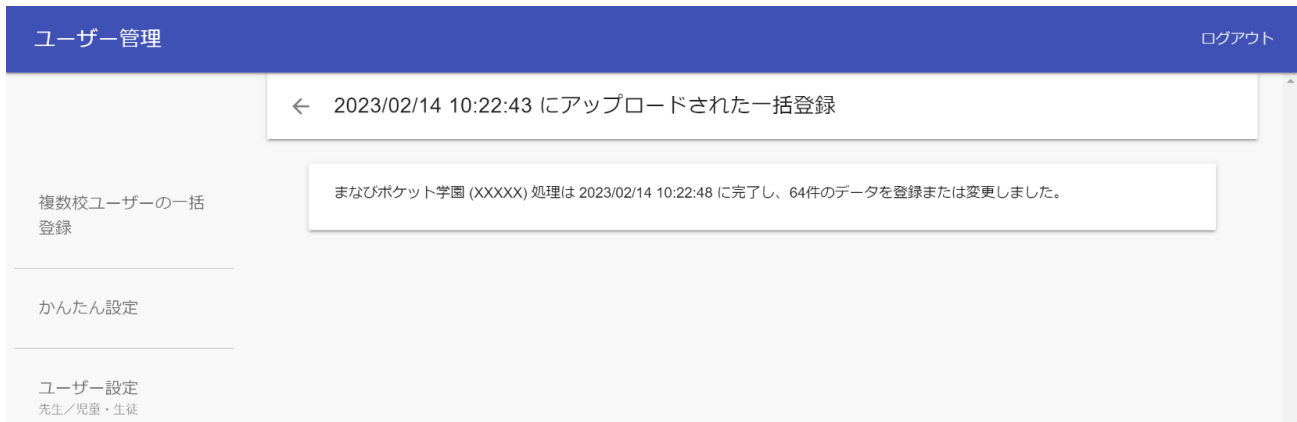 ユーザー管理
ログアウト
← 2023/02/14 10:22:43 にアップロードされた一括登録
まなびポケット学園 (XXXXX) 処理は 2023/02/14 10:22:48 に完了し、64件のデータを登録または変更しました。
複数校ユーザーの一括
登録
かんたん設定
ユーザー設定
先生／児童・生徒